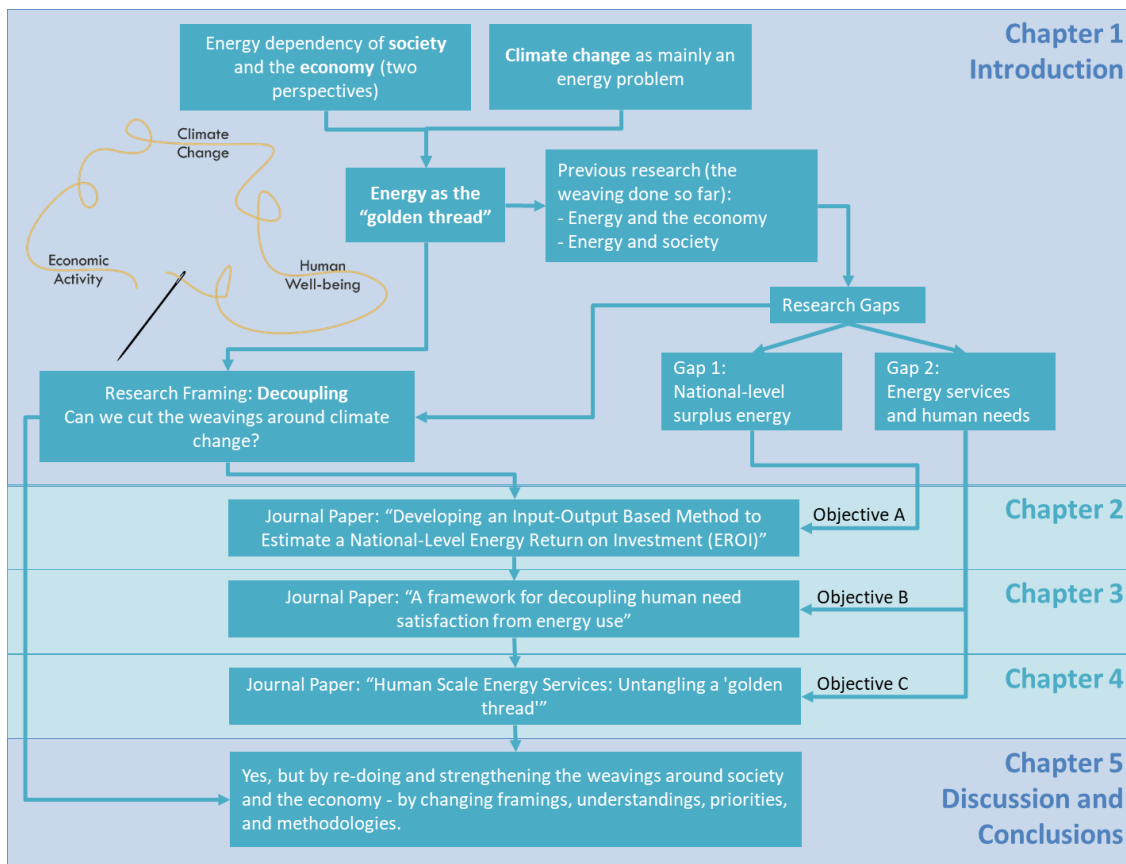 Chapter 1
Introduction
Energy dependency of society
and the economy (two
perspectives)
Climate change as mainly an
energy problem
Climate
Change
Economic
Activity
Human
Well-being
Energy as the
“golden thread”
Previous research (the
weaving done so far):
- Energy and the economy
- Energy and society
Research Gaps
Gap 1:
National-level
surplus energy
Gap 2:
Energy services
and human needs
Research Framing: Decoupling
Can we cut the weavings around climate
change?
Chapter 2
Journal Paper: “Developing an Input-Output Based Method to
Estimate a National-Level Energy Return on Investment (EROI)”
Objective A
Chapter 3
Journal Paper: “A framework for decoupling human need
satisfaction from energy use”
Objective B
Chapter 4
Journal Paper: “Human Scale Energy Services: Untangling a 'golden
thread'”
Objective C
Chapter 5
Discussion and
Conclusions
Yes, but by re-doing and strengthening the weavings around society
and the economy - by changing framings, understandings, priorities,
and methodologies.